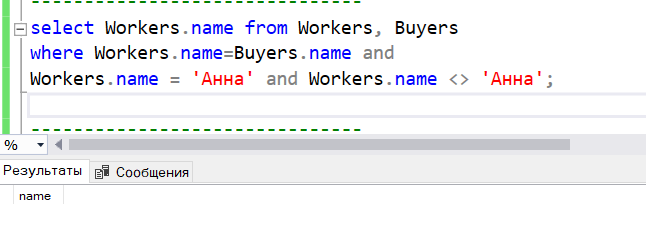 -------------------------------
select Workers.name from Workers, Buyers
where Workers.name=Buyers.name and
Workers.name = 'Анна' and Workers.name <> 'Анна';
-------------------------------
%
Результаты Сообщения
name